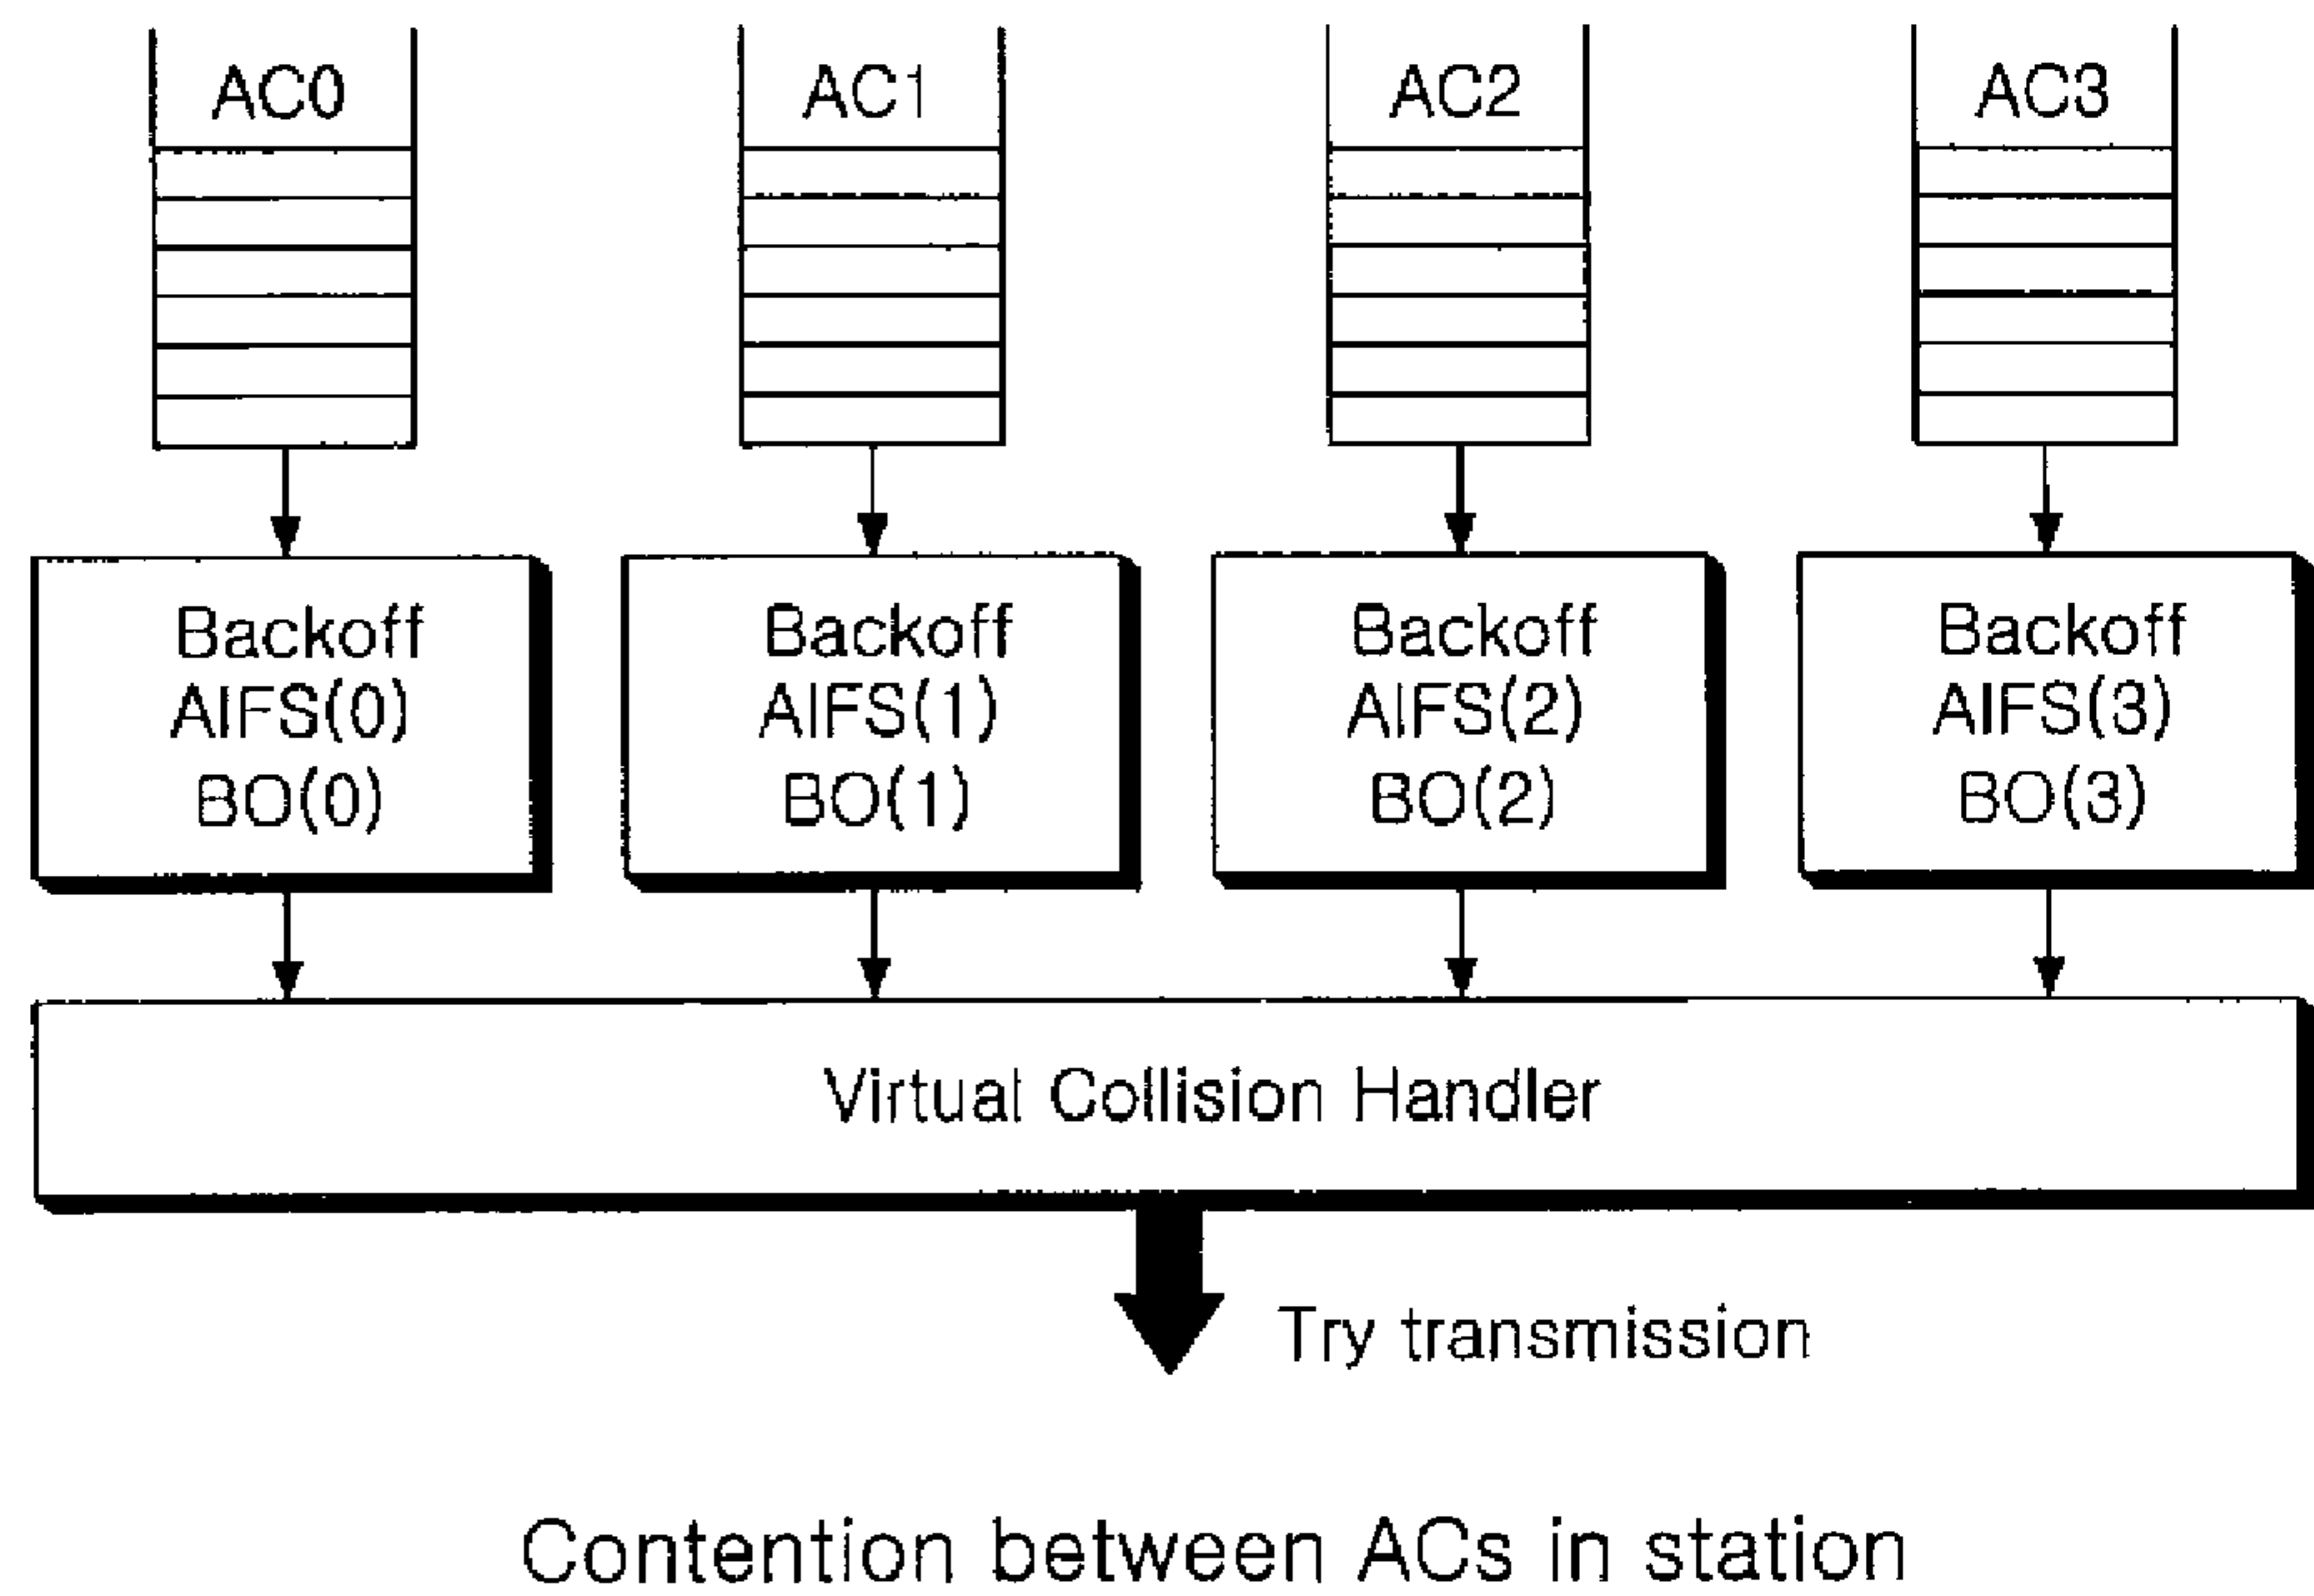 AC0 AC1 AC2 AC3
Backoff Backoff Backoff Backoff
AIFS(0) AIFS(1) AIFS(2) AIFS(3)
BO(0) BO(1) BO(2) BO(3)
Virtual Collision Handler
Try transmission
Contention between ACs in station